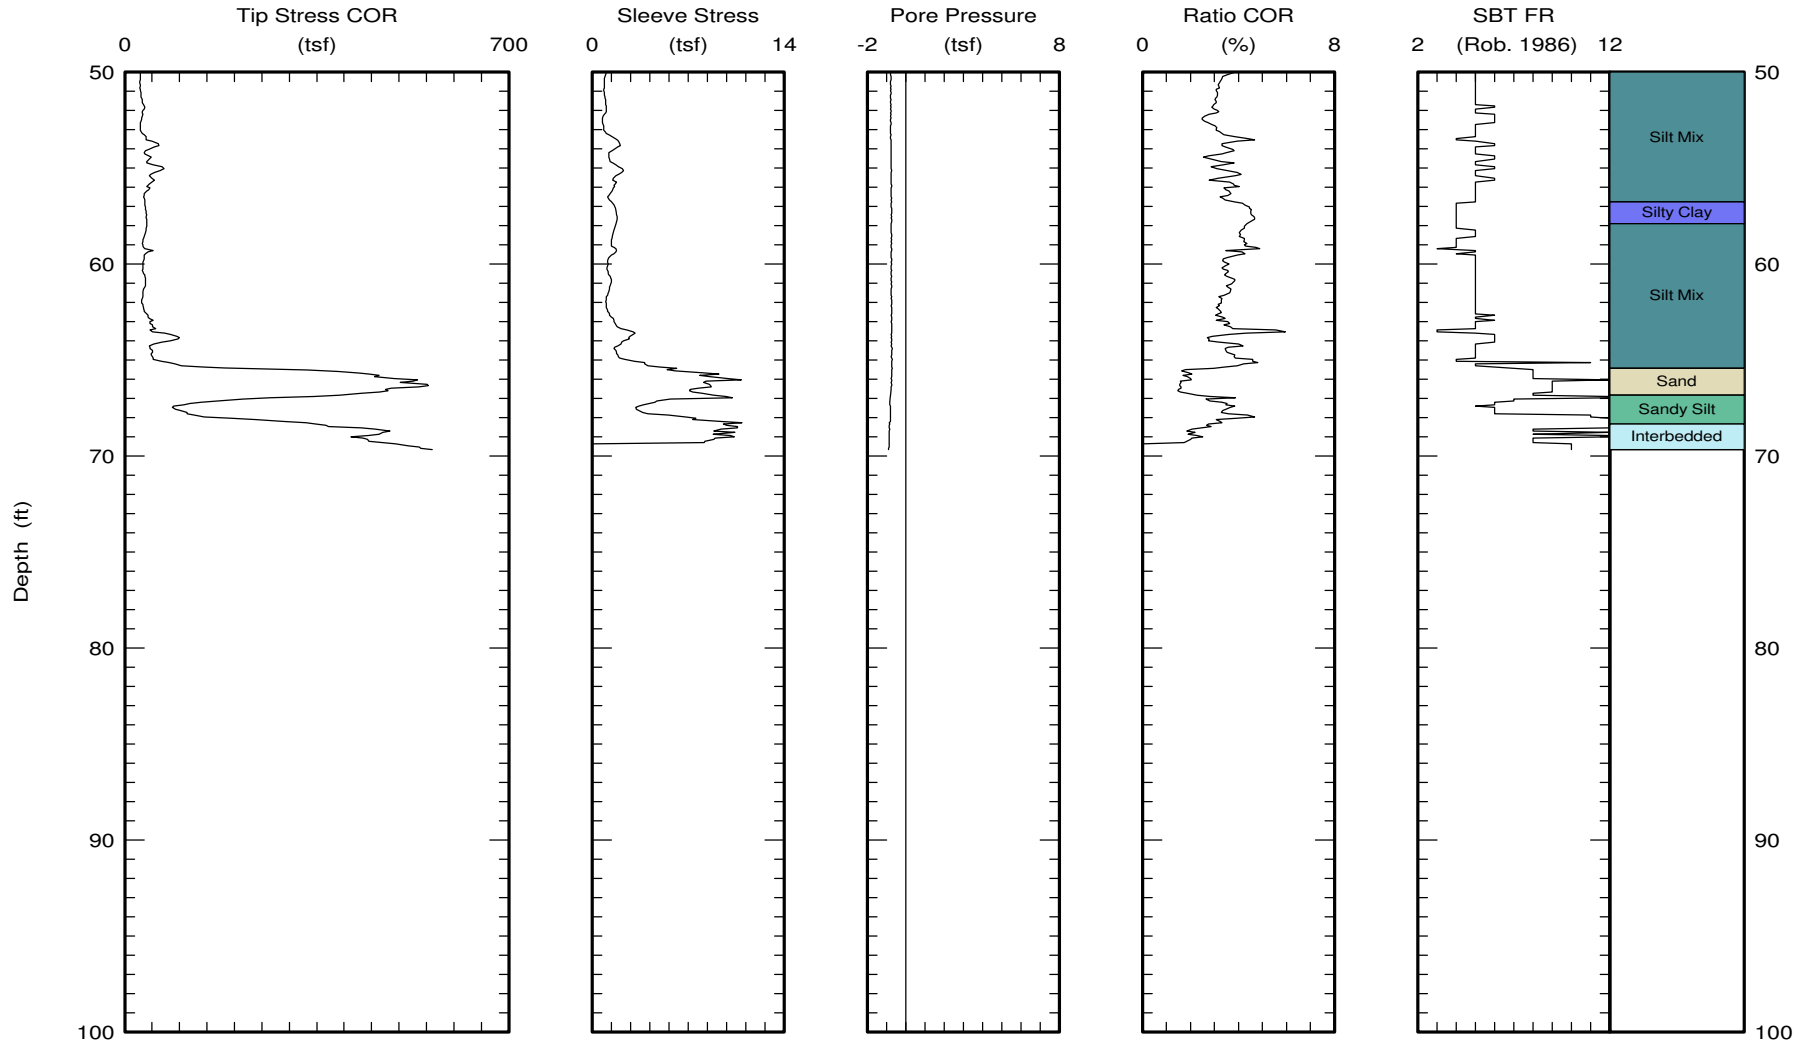 Tip Stress COR Sleeve Stress Pore Pressure Ratio COR SBT FR
0 (tsf) 700 0 (tsf) 14 -2 (tsf) 8 0 (%) 8 2 (Rob. 1986) 12
50 50
Silt Mix
Silty Clay
60 60
Silt Mix
Sand
Sandy Silt
Interbedded
70 70
Depth (ft)
80 80
90 90
100 100